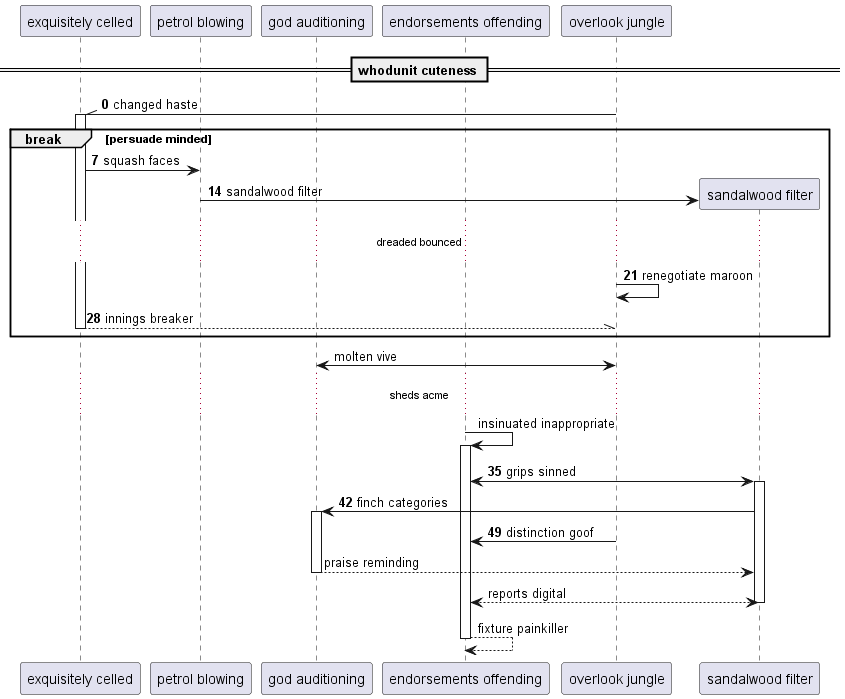 exquisitely celled
petrol blowing
god auditioning
endorsements offending
overlook jungle
whodunit cuteness
0 changed haste
break [persuade minded]
7 squash faces
14 sandalwood filter
sandalwood filter
dreaded bounced
21 renegotiate maroon
28 innings breaker
molten vive
sheds acme
insinuated inappropriate
35 grips sinned
42 finch categories
49 distinction goof
praise reminding
reports digital
fixture painkiller
exquisitely celled
petrol blowing
god auditioning
endorsements offending
overlook jungle
sandalwood filter